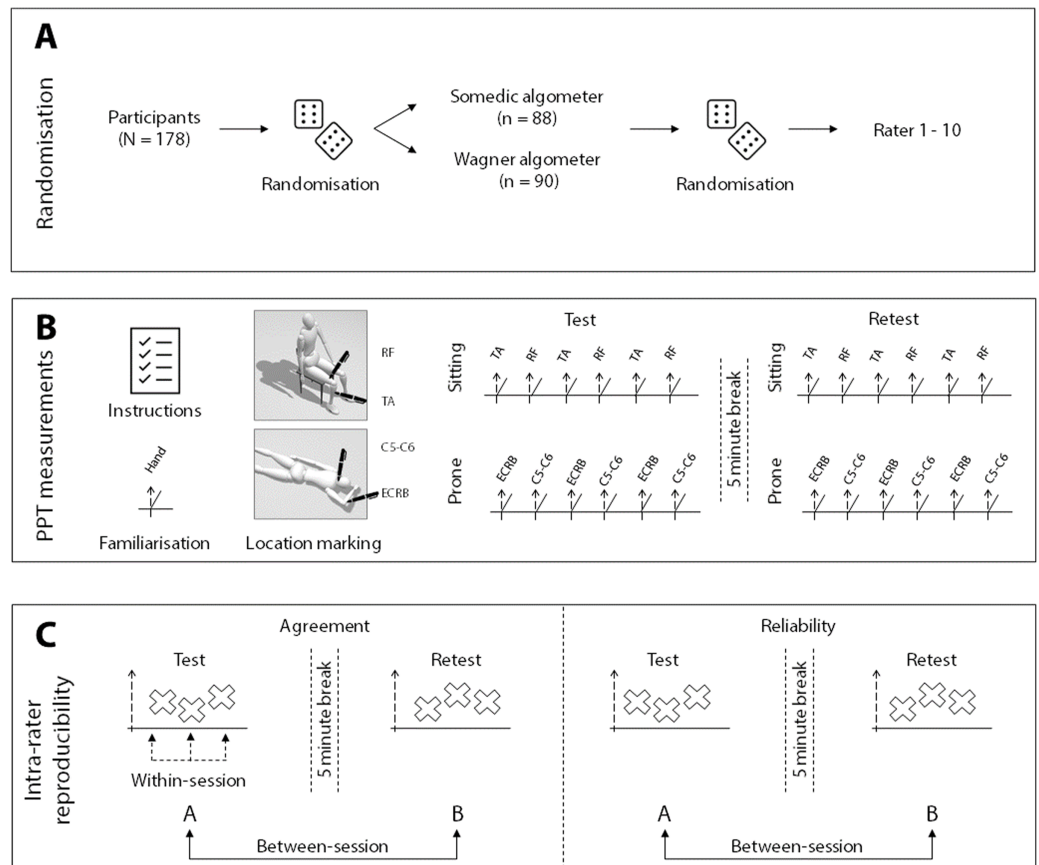 A
Randomisation
Participants
(N = 178)
Randomisation
Somedic algometer
(n = 88)
Wagner algometer
(n = 90)
Randomisation
Rater 1 - 10
B
PPT measurements
Instructions
Hand
Familiarisation
RF
TA
C5-C6
ECRB
Location marking
Test
Sitting
TA RF TA RF TA RF
Prone
ECRB C5-C6 ECRB C5-C6 ECRB C5-C6
5 minute break
Retest
Sitting
TA RF TA RF TA RF
Prone
ECRB C5-C6 ECRB C5-C6 ECRB C5-C6
C
Intra-rater
reproducibility
Agreement
Test
5 minute break
Retest
Within-session
A
B
Between-session
Reliability
Test
5 minute break
Retest
A
B
Between-session